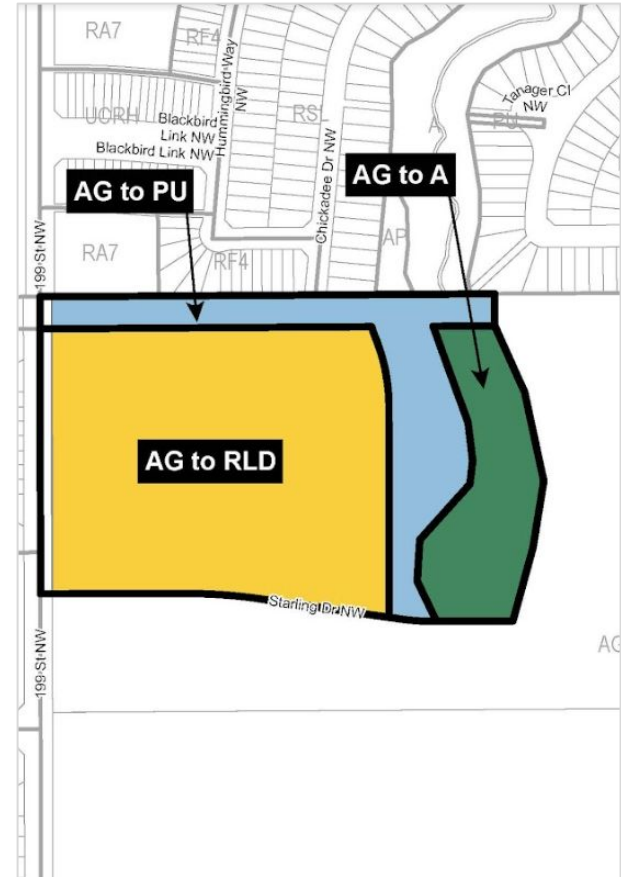 RA7
RF4
Hummingbird Way
NW
UCRH
Blackbird
Link NW
Blackbird Link NW
RSL
Chickadee Dr NW
A
Tanager Cl
NW
PU
AG to PU
AG to A
199 St NW
RA7
RF4
AP
AG to RLD
Starling Dr NW
199 St NW
AG